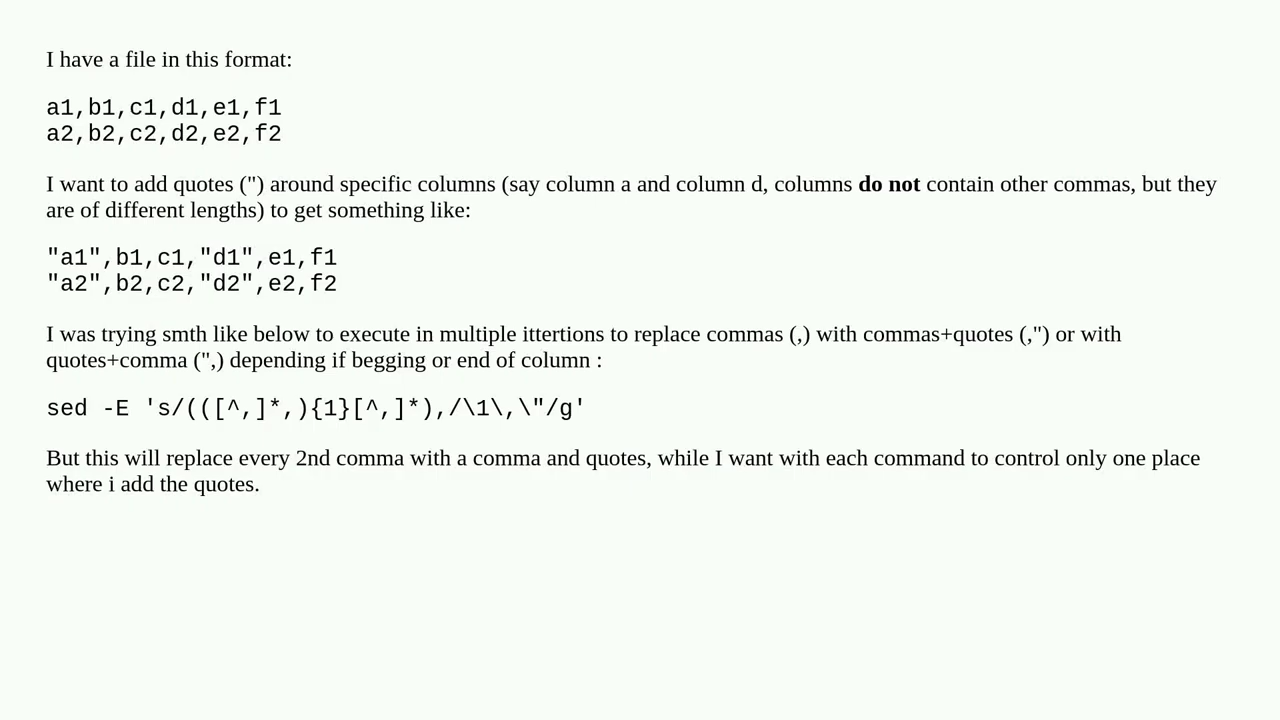 I have a file in this format:
a1,b1,c1,d1,e1,f1
a2,b2,c2,d2,e2,f2
I want to add quotes (") around specific columns (say column a and column d, columns do not contain other commas, but they
are of different lengths) to get something like:
"a1",b1,c1,"d1",e1,f1
"a2",b2,c2,"d2",e2,f2
I was trying smth like below to execute in multiple ittertions to replace commas (,) with commas+quotes (,") or with
quotes+comma (",) depending if begging or end of column :
sed -E 's/(([^,]*,){1}[^,]*),/\1\,\"/g'
But this will replace every 2nd comma with a comma and quotes, while I want with each command to control only one place
where i add the quotes.